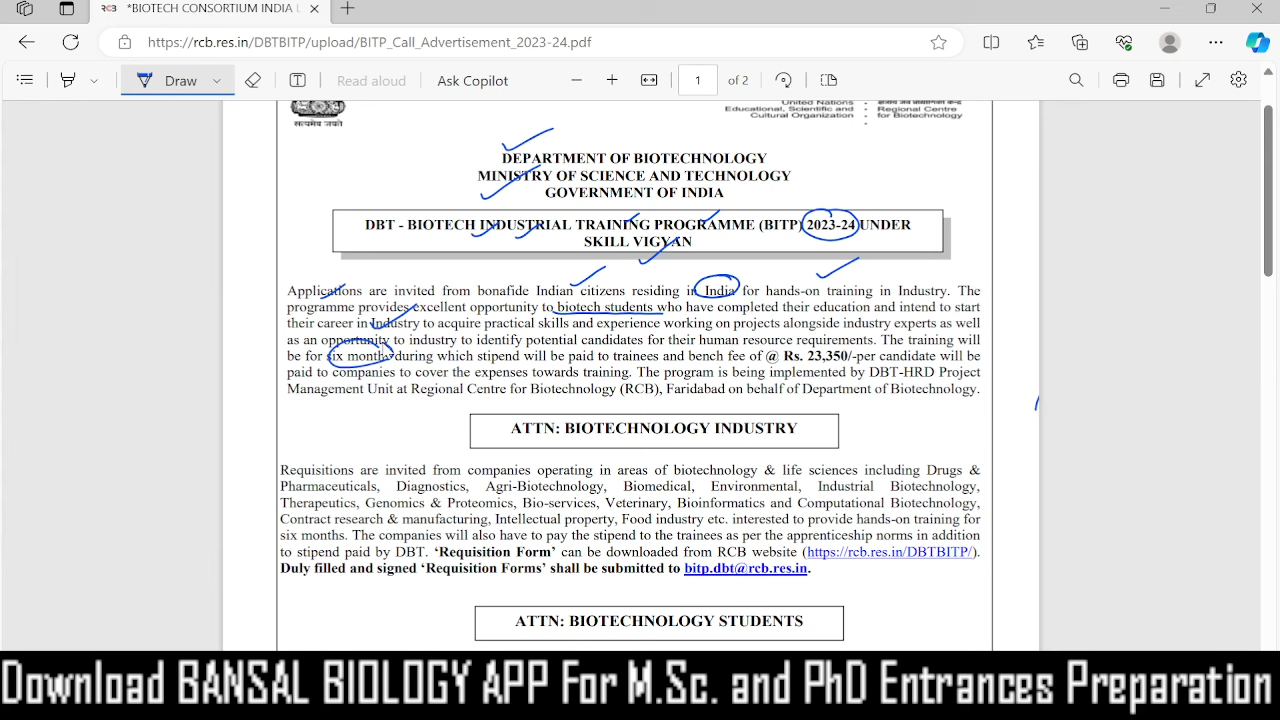 *BIOTECH CONSORTIUM INDIA L
https://rcb.res.in/DBTBITP/upload/BITP_Call_Advertisement_2023-24.pdf
Draw
Read aloud
Ask Copilot
1
of 2
सत्यमेव जयते
United Nations
Educational, Scientific and
Cultural Organization
Regional Centre
for Biotechnology
DEPARTMENT OF BIOTECHNOLOGY
MINISTRY OF SCIENCE AND TECHNOLOGY
GOVERNMENT OF INDIA
DBT - BIOTECH INDUSTRIAL TRAINING PROGRAMME (BITP) 2023-24 UNDER
SKILL VIGYAN
Applications are invited from bonafide Indian citizens residing in India for hands-on training in Industry. The
programme provides excellent opportunity to biotech students who have completed their education and intend to start
their career in industry to acquire practical skills and experience working on projects alongside industry experts as well
as an opportunity to industry to identify potential candidates for their human resource requirements. The training will
be for six months during which stipend will be paid to trainees and bench fee of @ Rs. 23,350/-per candidate will be
paid to companies to cover the expenses towards training. The program is being implemented by DBT-HRD Project
Management Unit at Regional Centre for Biotechnology (RCB), Faridabad on behalf of Department of Biotechnology.
ATTN: BIOTECHNOLOGY INDUSTRY
Requisitions are invited from companies operating in areas of biotechnology & life sciences including Drugs &
Pharmaceuticals, Diagnostics, Agri-Biotechnology, Biomedical, Environmental, Industrial Biotechnology,
Therapeutics, Genomics & Proteomics, Bio-services, Veterinary, Bioinformatics and Computational Biotechnology,
Contract research & manufacturing, Intellectual property, Food industry etc. interested to provide hands-on training for
six months. The companies will also have to pay the stipend to the trainees as per the apprenticeship norms in addition
to stipend paid by DBT. ‘Requisition Form’ can be downloaded from RCB website (https://rcb.res.in/DBTBITP/).
Duly filled and signed ‘Requisition Forms’ shall be submitted to bitp.dbt@rcb.res.in.
ATTN: BIOTECHNOLOGY STUDENTS
Download BANSAL BIOLOGY APP For M.Sc. and PhD Entrances Preparation